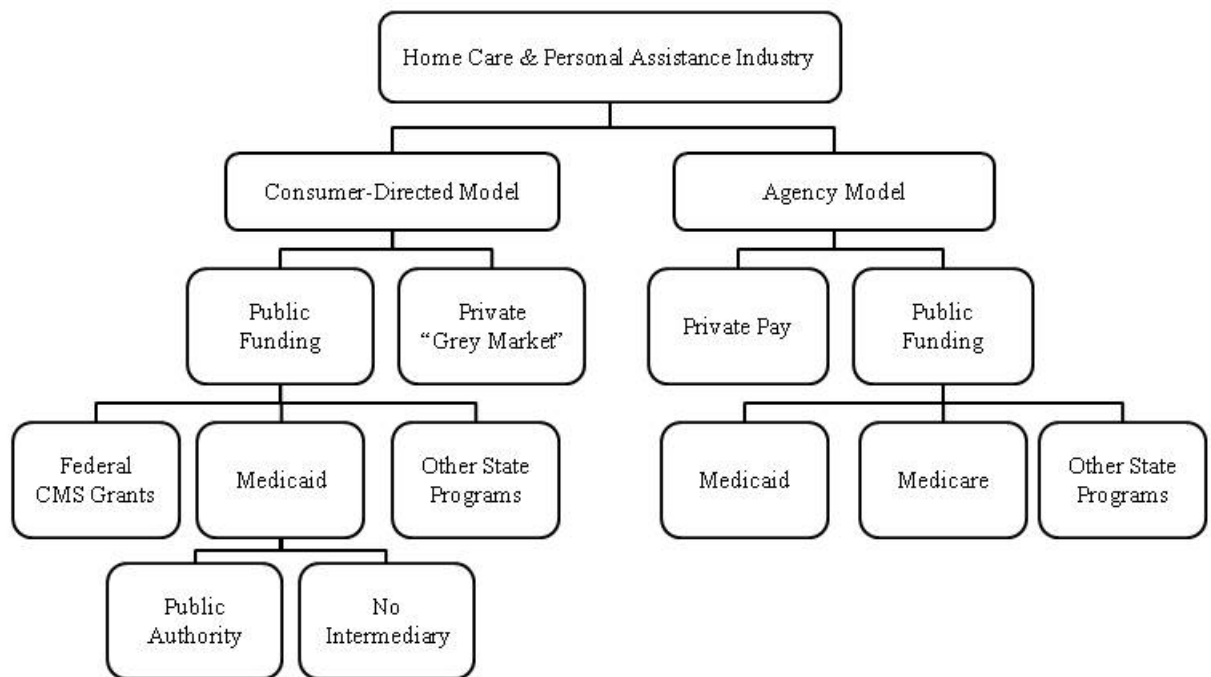 Home Care & Personal Assistance Industry
Consumer-Directed Model
Agency Model
Public
Funding
Private
“Grey Market”
Private Pay
Public
Funding
Federal
CMS Grants
Medicaid
Other State
Programs
Medicaid
Medicare
Other State
Programs
Public
Authority
No
Intermediary